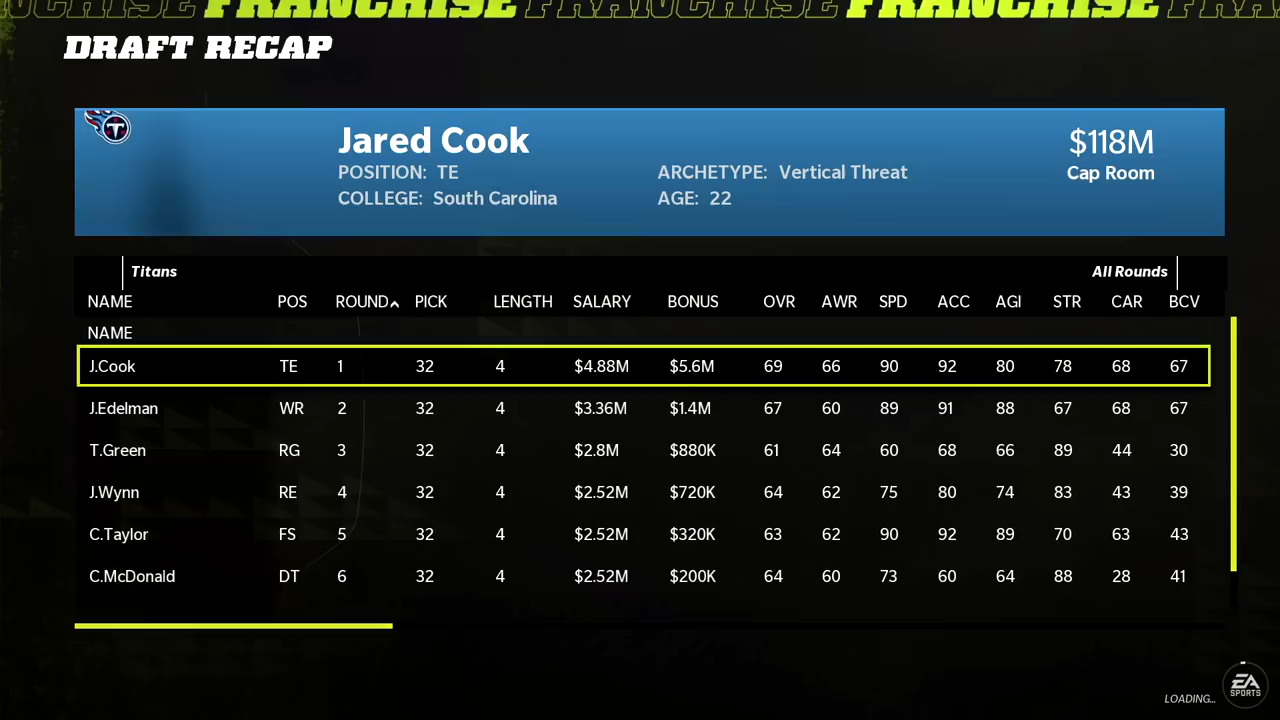 FRANCHISE FRANCHISE FRANCHISE FRANCHISE FRA
DRAFT RECAP
Jared Cook
POSITION: TE
ARCHETYPE: Vertical Threat
COLLEGE: South Carolina
AGE: 22
$118M
Cap Room
Titans
All Rounds
NAME POS ROUND PICK LENGTH SALARY BONUS OVR AWR SPD ACC AGI STR CAR BCV
NAME
J.Cook TE 1 32 4 $4.88M $5.6M 69 66 90 92 80 78 68 67
J.Edelman WR 2 32 4 $3.36M $1.4M 67 60 89 91 88 67 68 67
T.Green RG 3 32 4 $2.8M $880K 61 64 60 68 66 89 44 30
J.Wynn RE 4 32 4 $2.52M $720K 64 62 75 80 74 83 43 39
C.Taylor FS 5 32 4 $2.52M $320K 63 62 90 92 89 70 63 43
C.McDonald DT 6 32 4 $2.52M $200K 64 60 73 60 64 88 28 41
LOADING...
EA
SPORTS